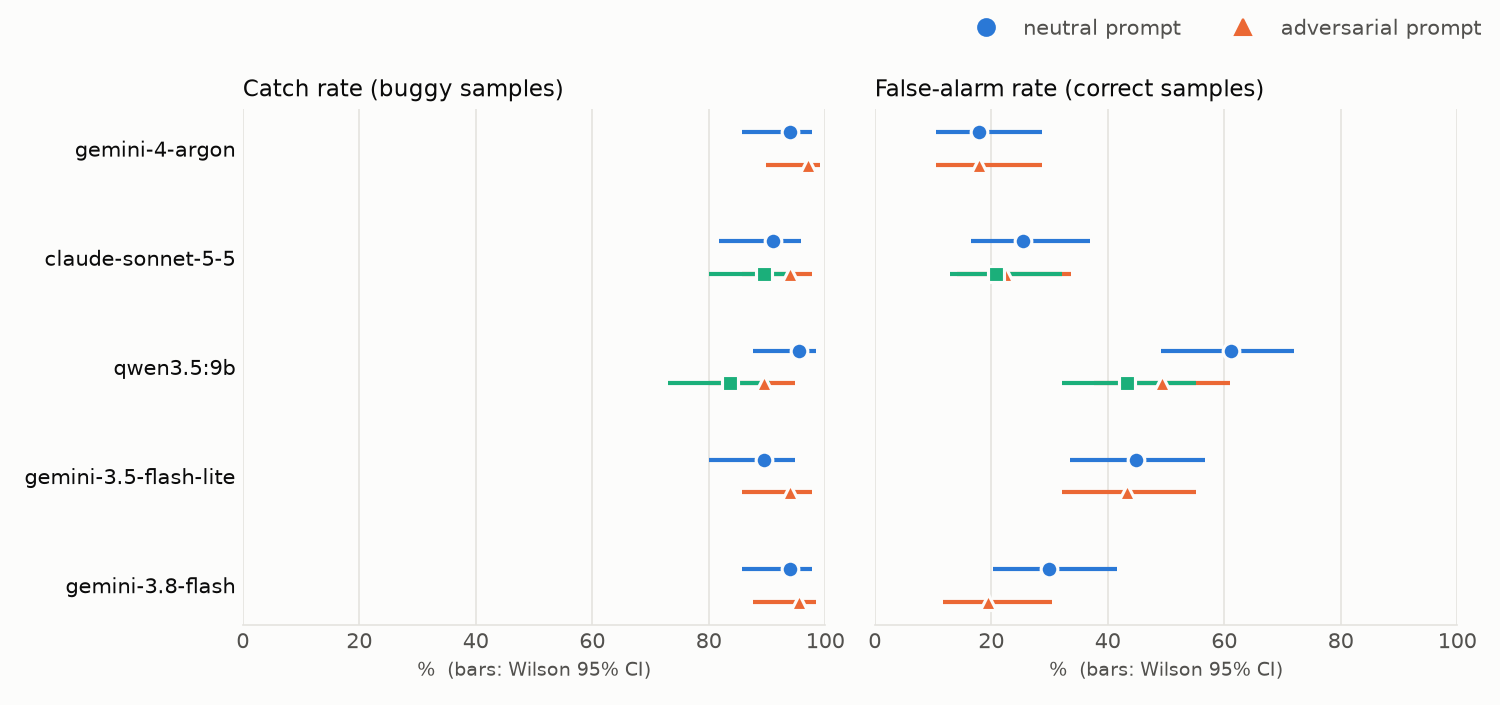 neutral prompt adversarial prompt
Catch rate (buggy samples) False-alarm rate (correct samples)
gemini-4-argon
claude-sonnet-5-5
qwen3.5:9b
gemini-3.5-flash-lite
gemini-3.8-flash
0 20 40 60 80 100 0 20 40 60 80 100
% (bars: Wilson 95% CI) % (bars: Wilson 95% CI)